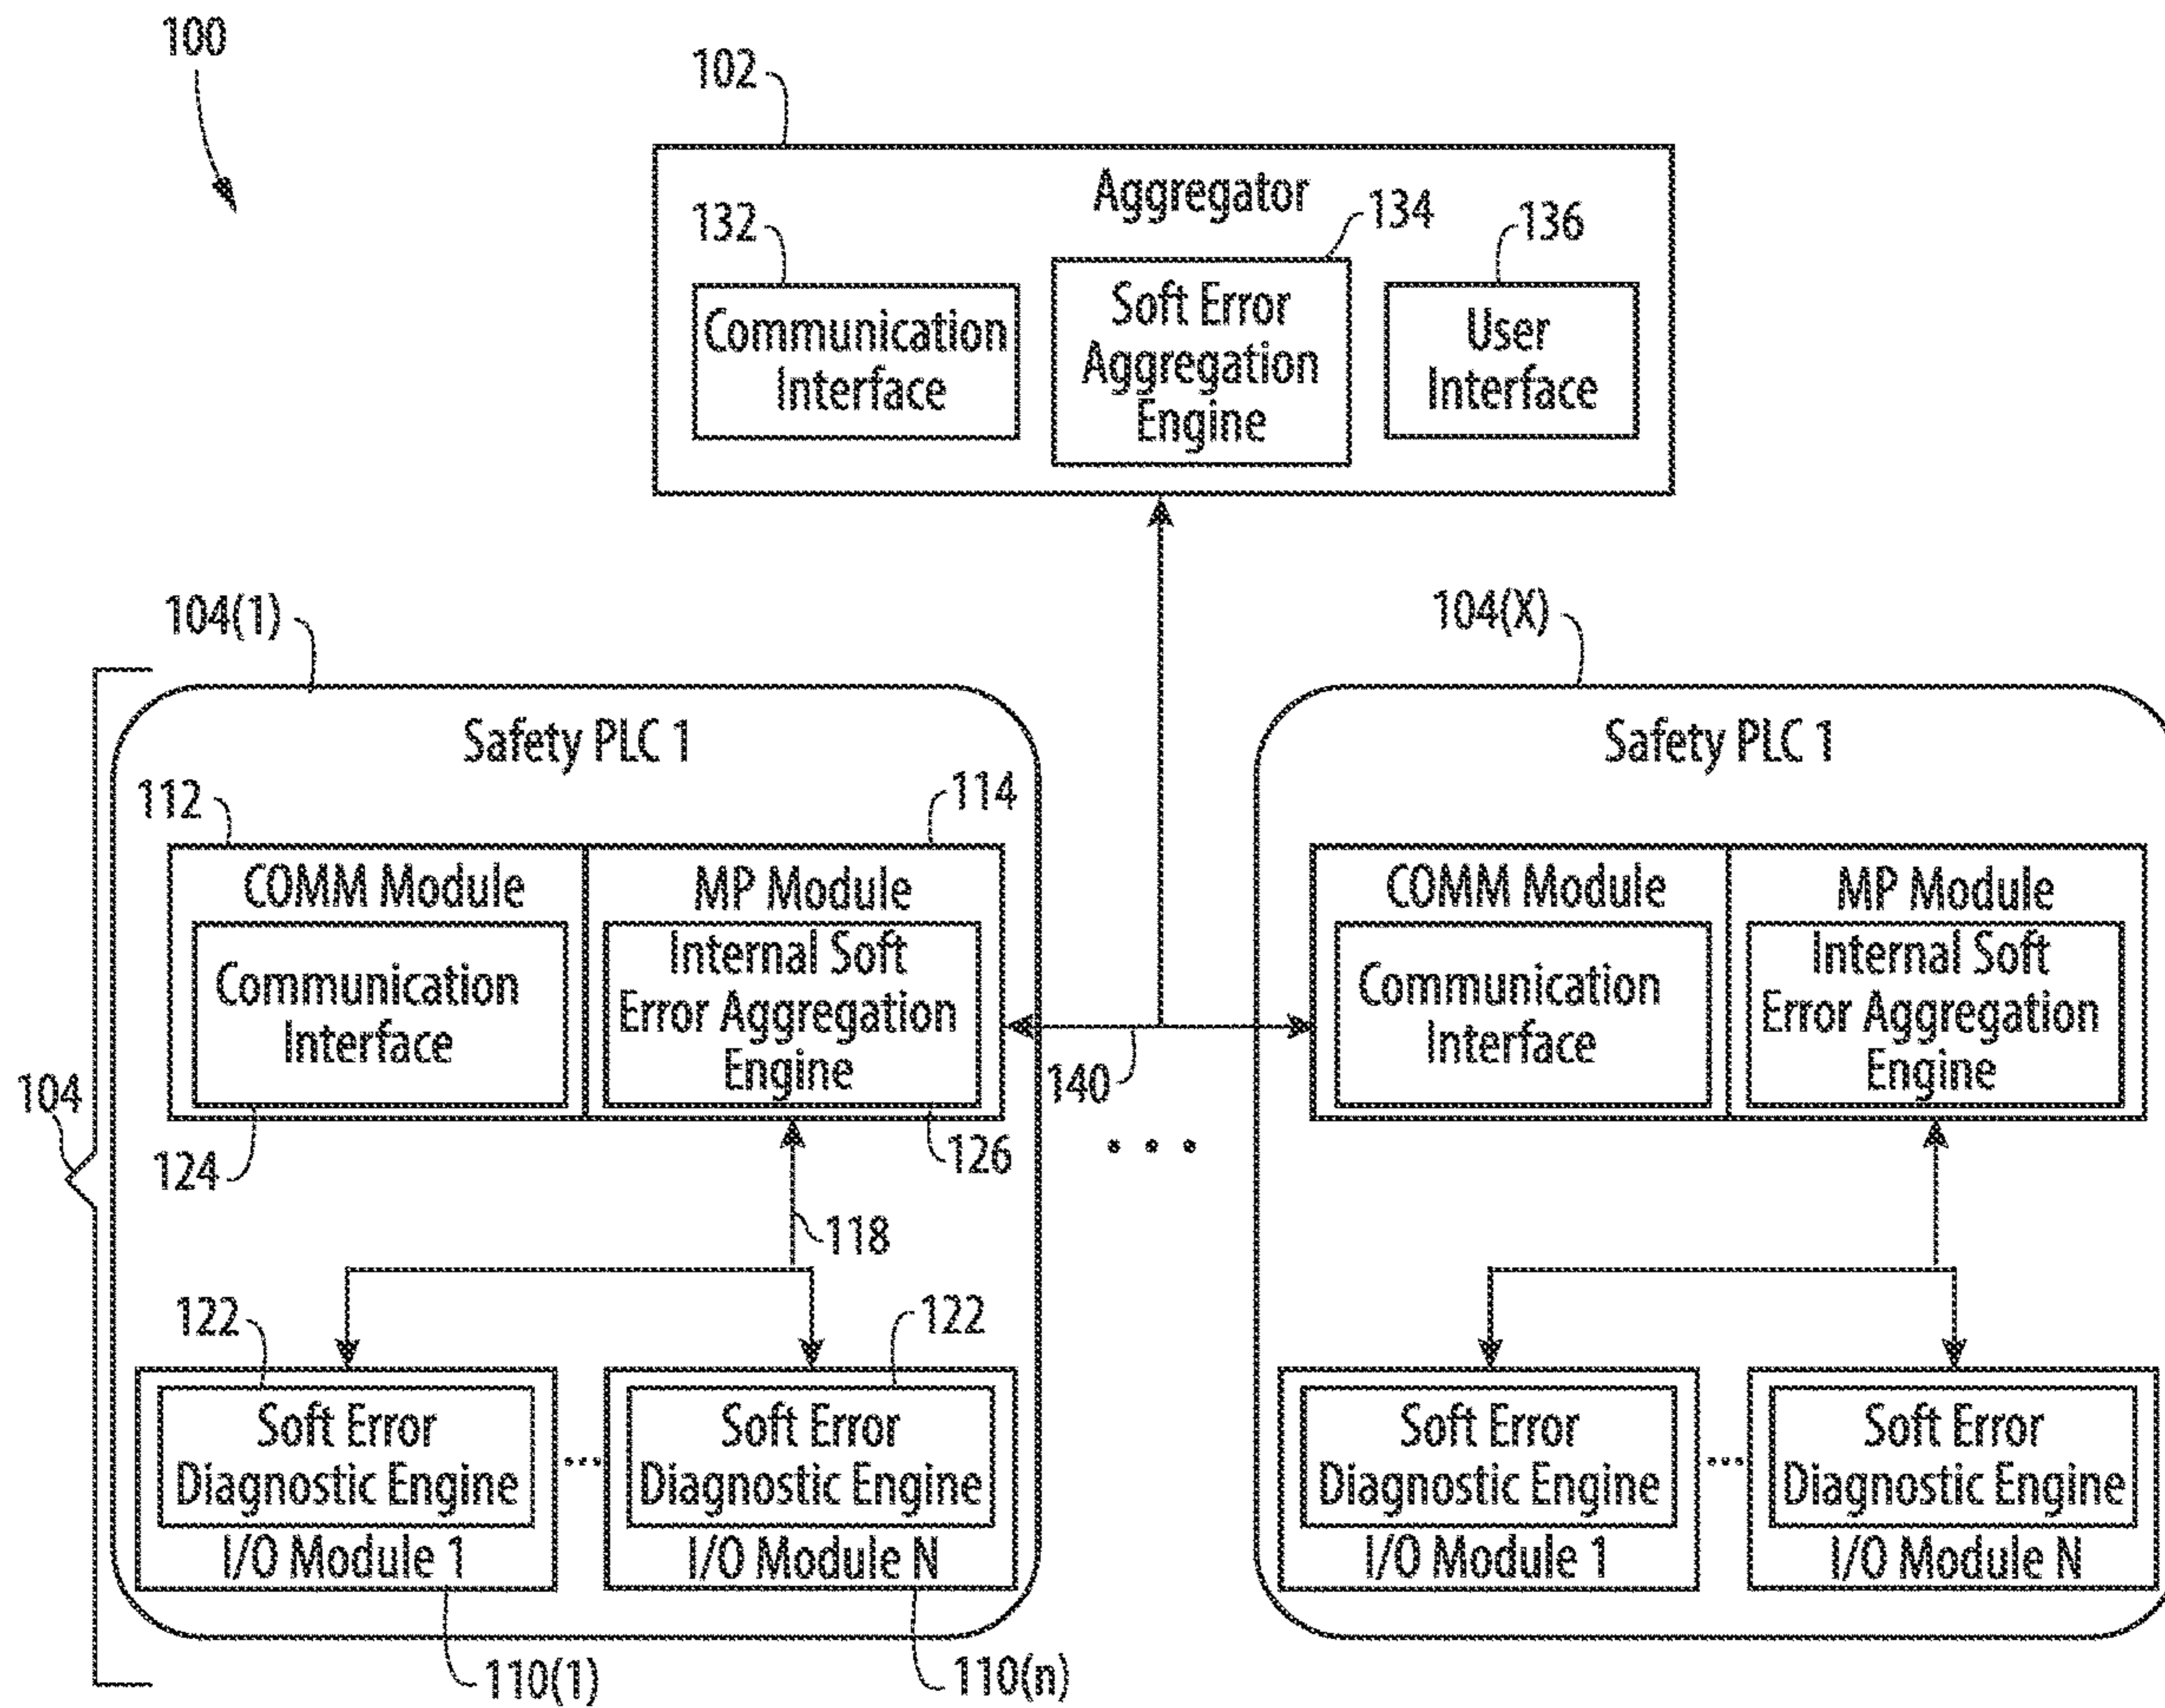 100
102
Aggregator
132
134
136
Communication
Interface
Soft Error
Aggregation
Engine
User
Interface
104(1)
104(X)
104
Safety PLC 1
112
114
COMM Module
MP Module
Communication
Interface
Internal Soft
Error Aggregation
Engine
124
126
118
122
122
Soft Error
Diagnostic Engine
I/O Module 1
...
Soft Error
Diagnostic Engine
I/O Module N
110(1)
110(n)
140
...
Safety PLC 1
COMM Module
MP Module
Communication
Interface
Internal Soft
Error Aggregation
Engine
Soft Error
Diagnostic Engine
I/O Module 1
...
Soft Error
Diagnostic Engine
I/O Module N